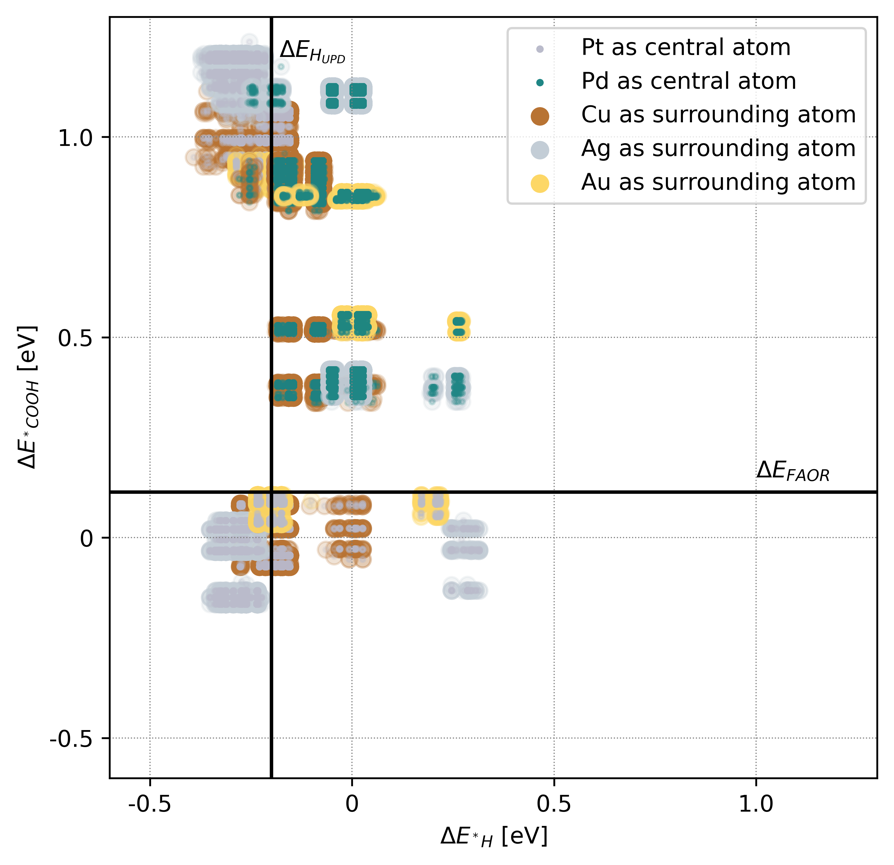 ΔE_{H_{UPD}}
Pt as central atom
Pd as central atom
Cu as surrounding atom
Ag as surrounding atom
Au as surrounding atom
1.0
0.5
0
-0.5
ΔE_{*COOH} [eV]
ΔE_{FAOR}
-0.5
0
0.5
1.0
ΔE_{*H} [eV]